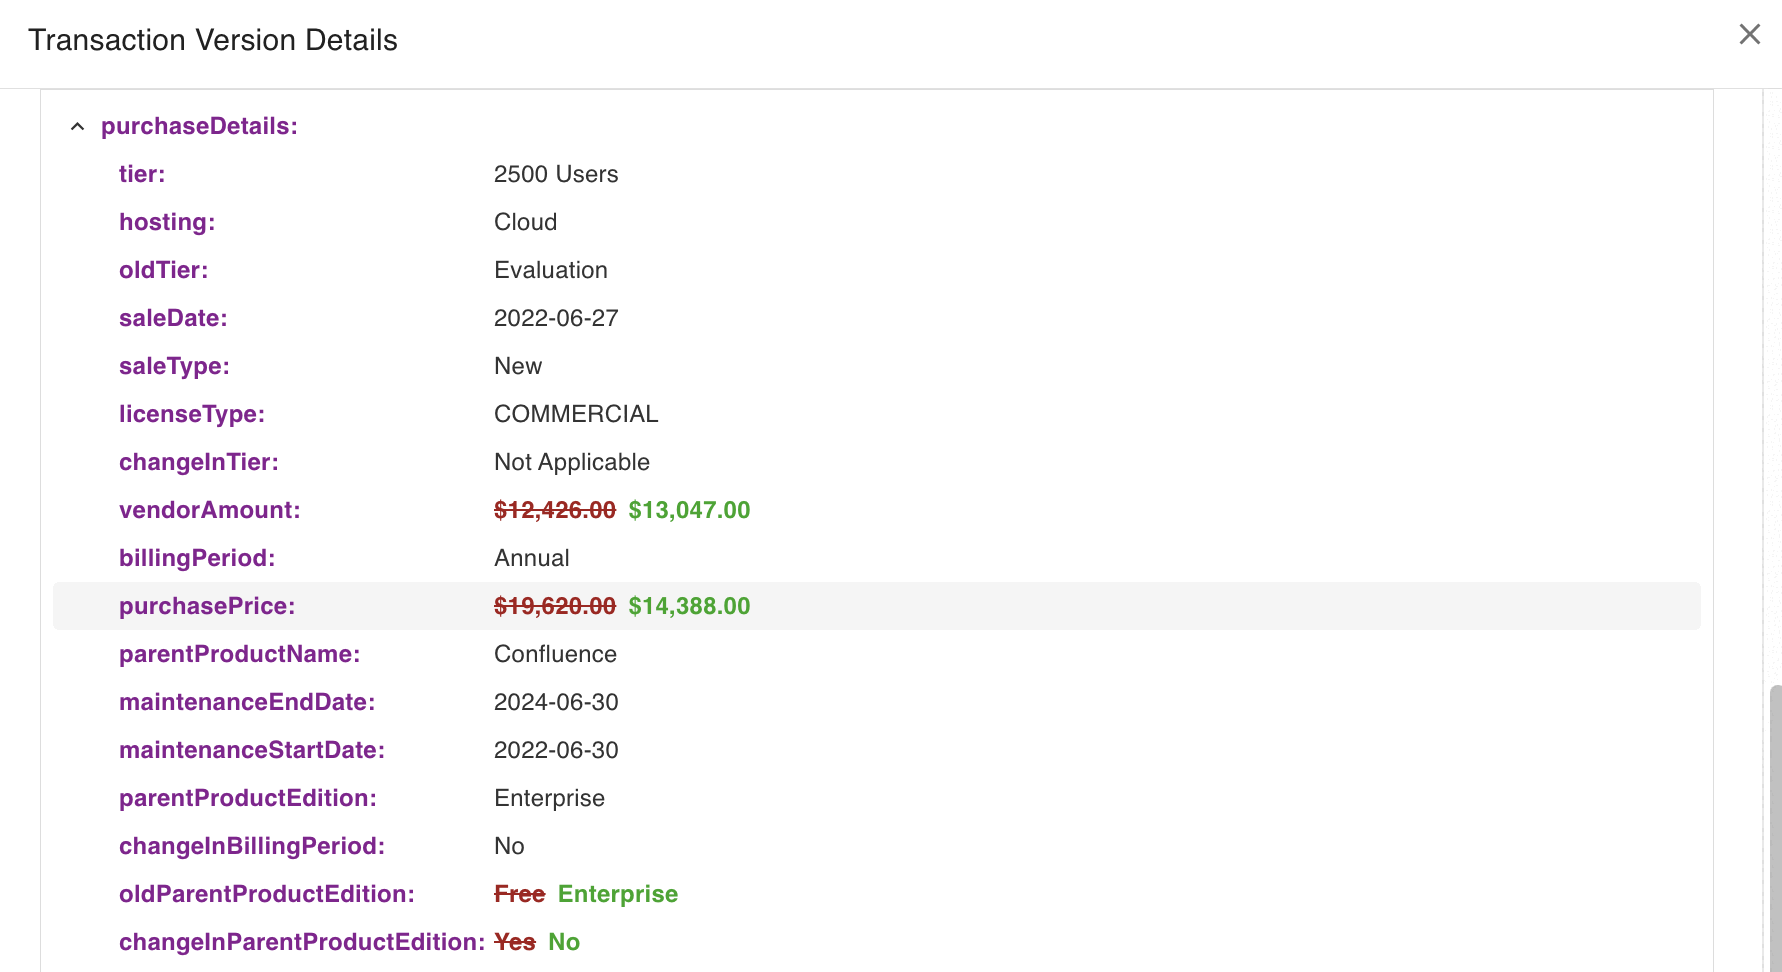 Transaction Version Details
purchaseDetails:
tier: 2500 Users
hosting: Cloud
oldTier: Evaluation
saleDate: 2022-06-27
saleType: New
licenseType: COMMERCIAL
changeInTier: Not Applicable
vendorAmount: $12,426.00 $13,047.00
billingPeriod: Annual
purchasePrice: $19,620.00 $14,388.00
parentProductName: Confluence
maintenanceEndDate: 2024-06-30
maintenanceStartDate: 2022-06-30
parentProductEdition: Enterprise
changeInBillingPeriod: No
oldParentProductEdition: Free Enterprise
changeInParentProductEdition: Yes No